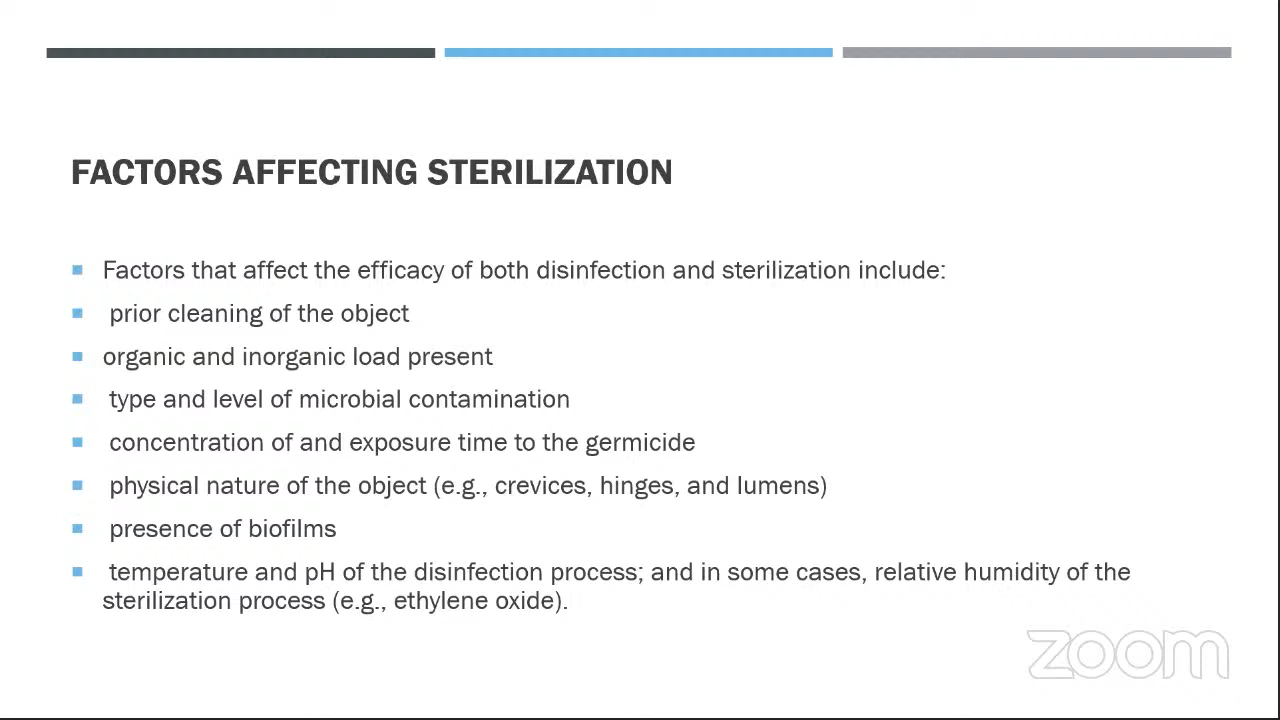 FACTORS AFFECTING STERILIZATION
Factors that affect the efficacy of both disinfection and sterilization include:
prior cleaning of the object
organic and inorganic load present
type and level of microbial contamination
concentration of and exposure time to the germicide
physical nature of the object (e.g., crevices, hinges, and lumens)
presence of biofilms
temperature and pH of the disinfection process; and in some cases, relative humidity of the
sterilization process (e.g., ethylene oxide).
zoom